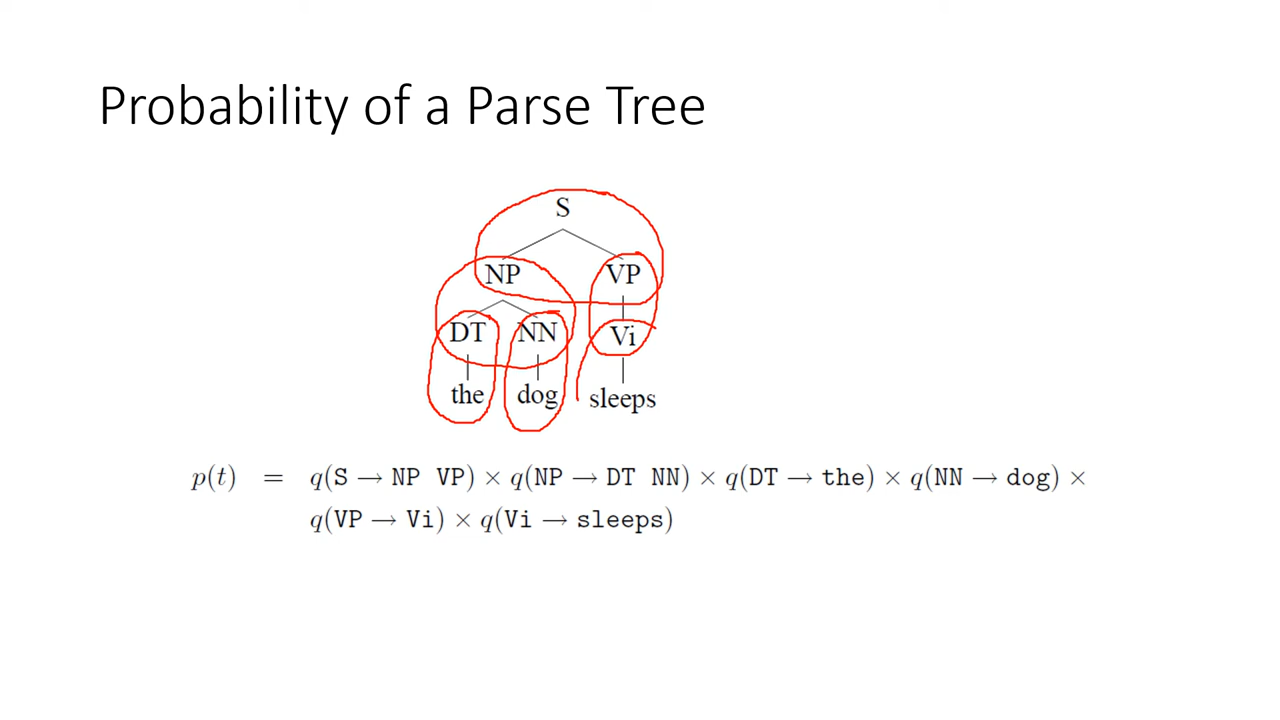 Probability of a Parse Tree
S
NP VP
DT NN Vi
the dog sleeps
p(t) = q(S → NP VP) × q(NP → DT NN) × q(DT → the) × q(NN → dog) ×
q(VP → Vi) × q(Vi → sleeps)